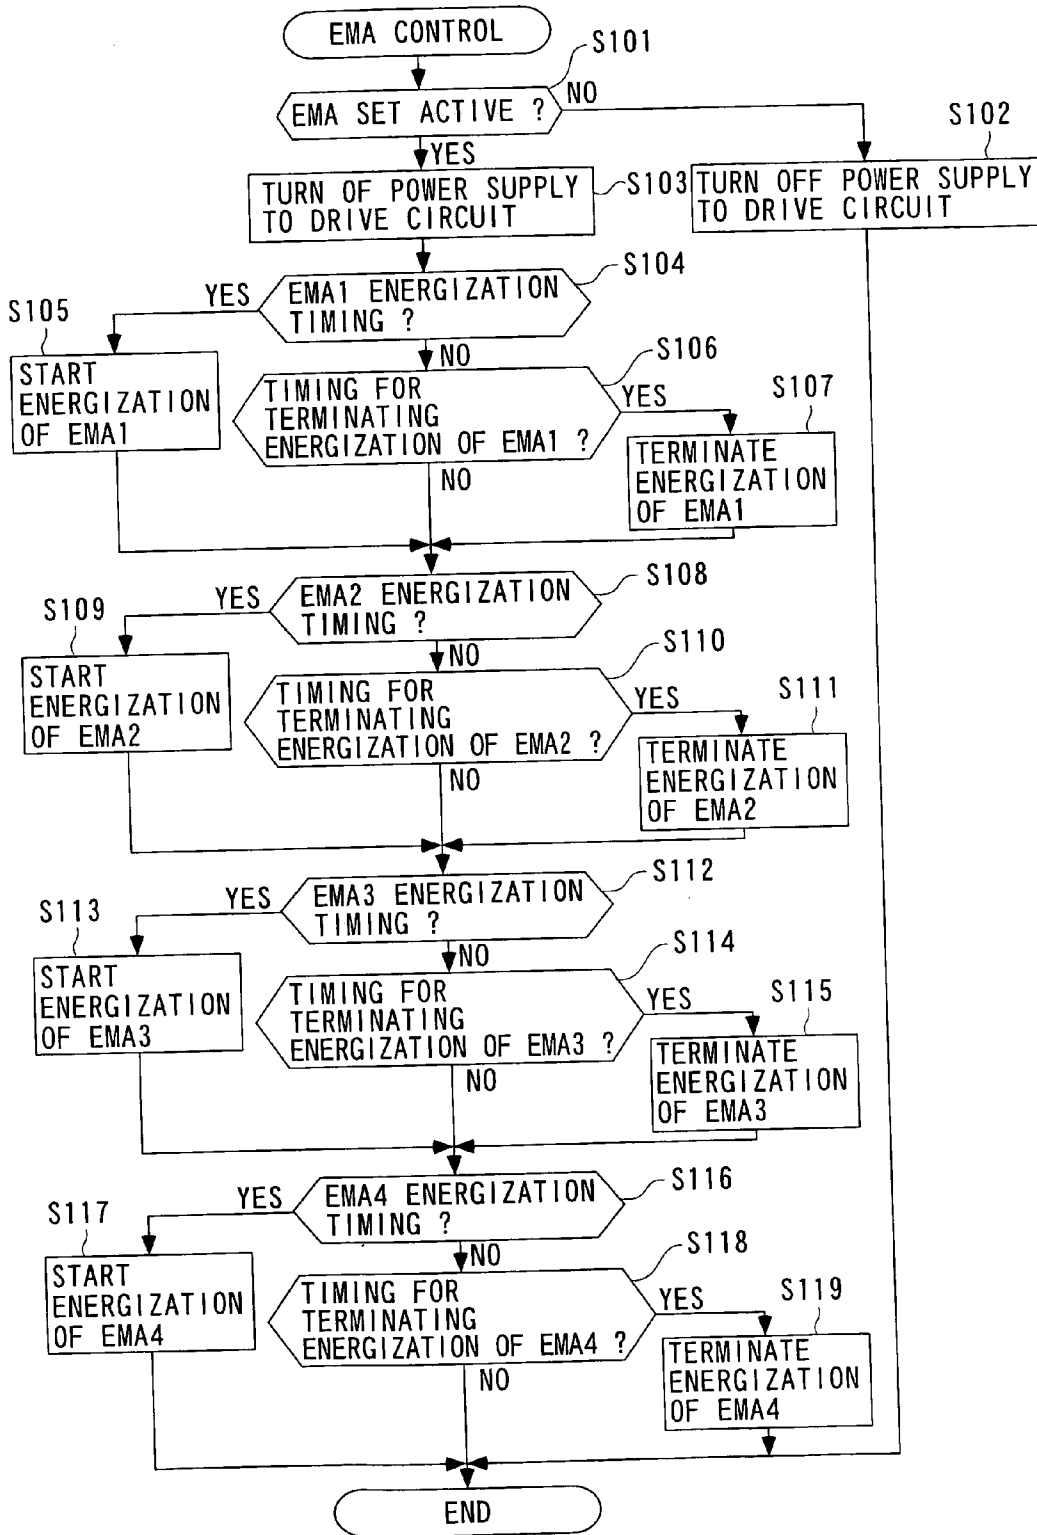 EMA CONTROL
S101
EMA SET ACTIVE ?
NO
YES
S102
TURN OF POWER SUPPLY
TO DRIVE CIRCUIT
S103
TURN OFF POWER SUPPLY
TO DRIVE CIRCUIT
S104
EMA1 ENERGIZATION
TIMING ?
YES
NO
S105
START
ENERGIZATION
OF EMA1
S106
TIMING FOR
TERMINATING
ENERGIZATION OF EMA1 ?
YES
NO
S107
TERMINATE
ENERGIZATION
OF EMA1
S108
EMA2 ENERGIZATION
TIMING ?
YES
NO
S109
START
ENERGIZATION
OF EMA2
S110
TIMING FOR
TERMINATING
ENERGIZATION OF EMA2 ?
YES
NO
S111
TERMINATE
ENERGIZATION
OF EMA2
S112
EMA3 ENERGIZATION
TIMING ?
YES
NO
S113
START
ENERGIZATION
OF EMA3
S114
TIMING FOR
TERMINATING
ENERGIZATION OF EMA3 ?
YES
NO
S115
TERMINATE
ENERGIZATION
OF EMA3
S116
EMA4 ENERGIZATION
TIMING ?
YES
NO
S117
START
ENERGIZATION
OF EMA4
S118
TIMING FOR
TERMINATING
ENERGIZATION OF EMA4 ?
YES
NO
S119
TERMINATE
ENERGIZATION
OF EMA4
END